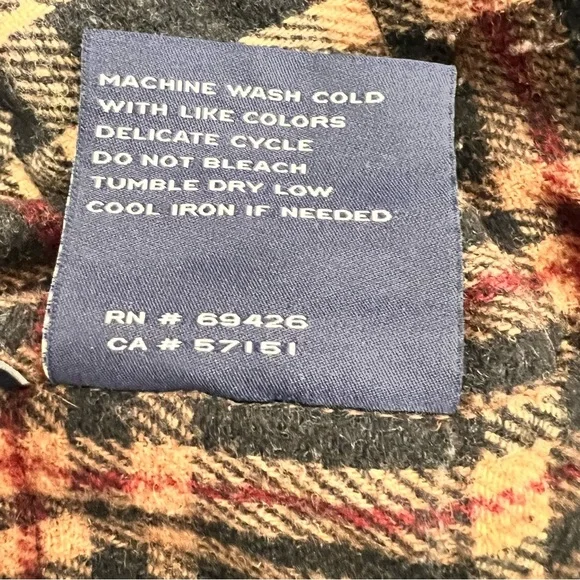 MACHINE WASH COLD
WITH LIKE COLORS
DELICATE CYCLE
DO NOT BLEACH
TUMBLE DRY LOW
COOL IRON IF NEEDED
RN # 69426
CA # 57151